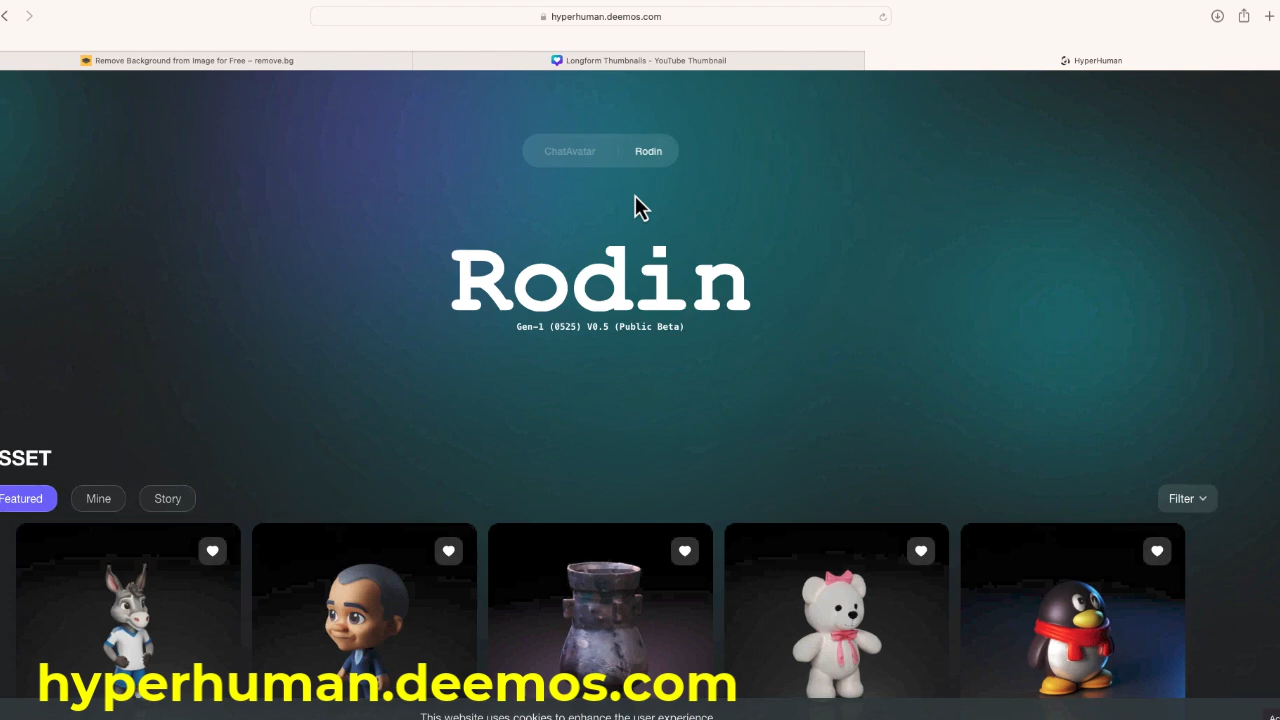 hyperhuman.deemos.com
Remove Background from Image for Free – remove.bg
Longform Thumbnails - YouTube Thumbnail
HyperHuman
ChatAvatar
Rodin
Rodin
Gen-1 (0525) V0.5 (Public Beta)
SSET
Featured
Mine
Story
Filter
hyperhuman.deemos.com
This website uses cookies to enhance the user experience